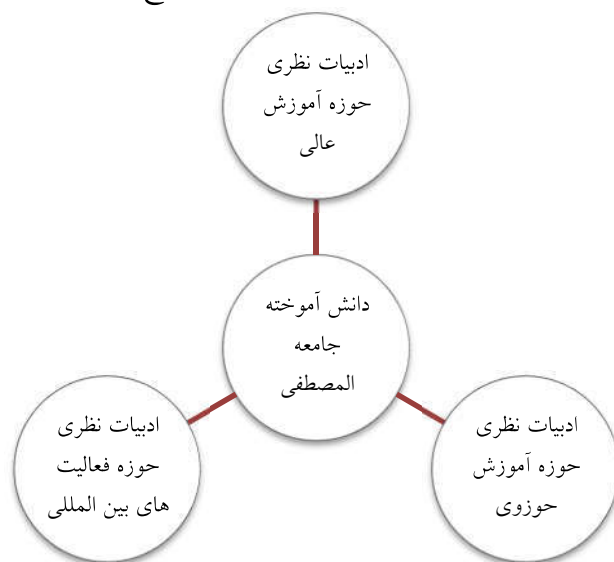 ادبیات نظری
حوزه آموزش
عالی
دانش آموخته
جامعه
المصطفی
ادبیات نظری
حوزه آموزش
حوزوی
ادبیات نظری
حوزه فعالیت
های بین المللی